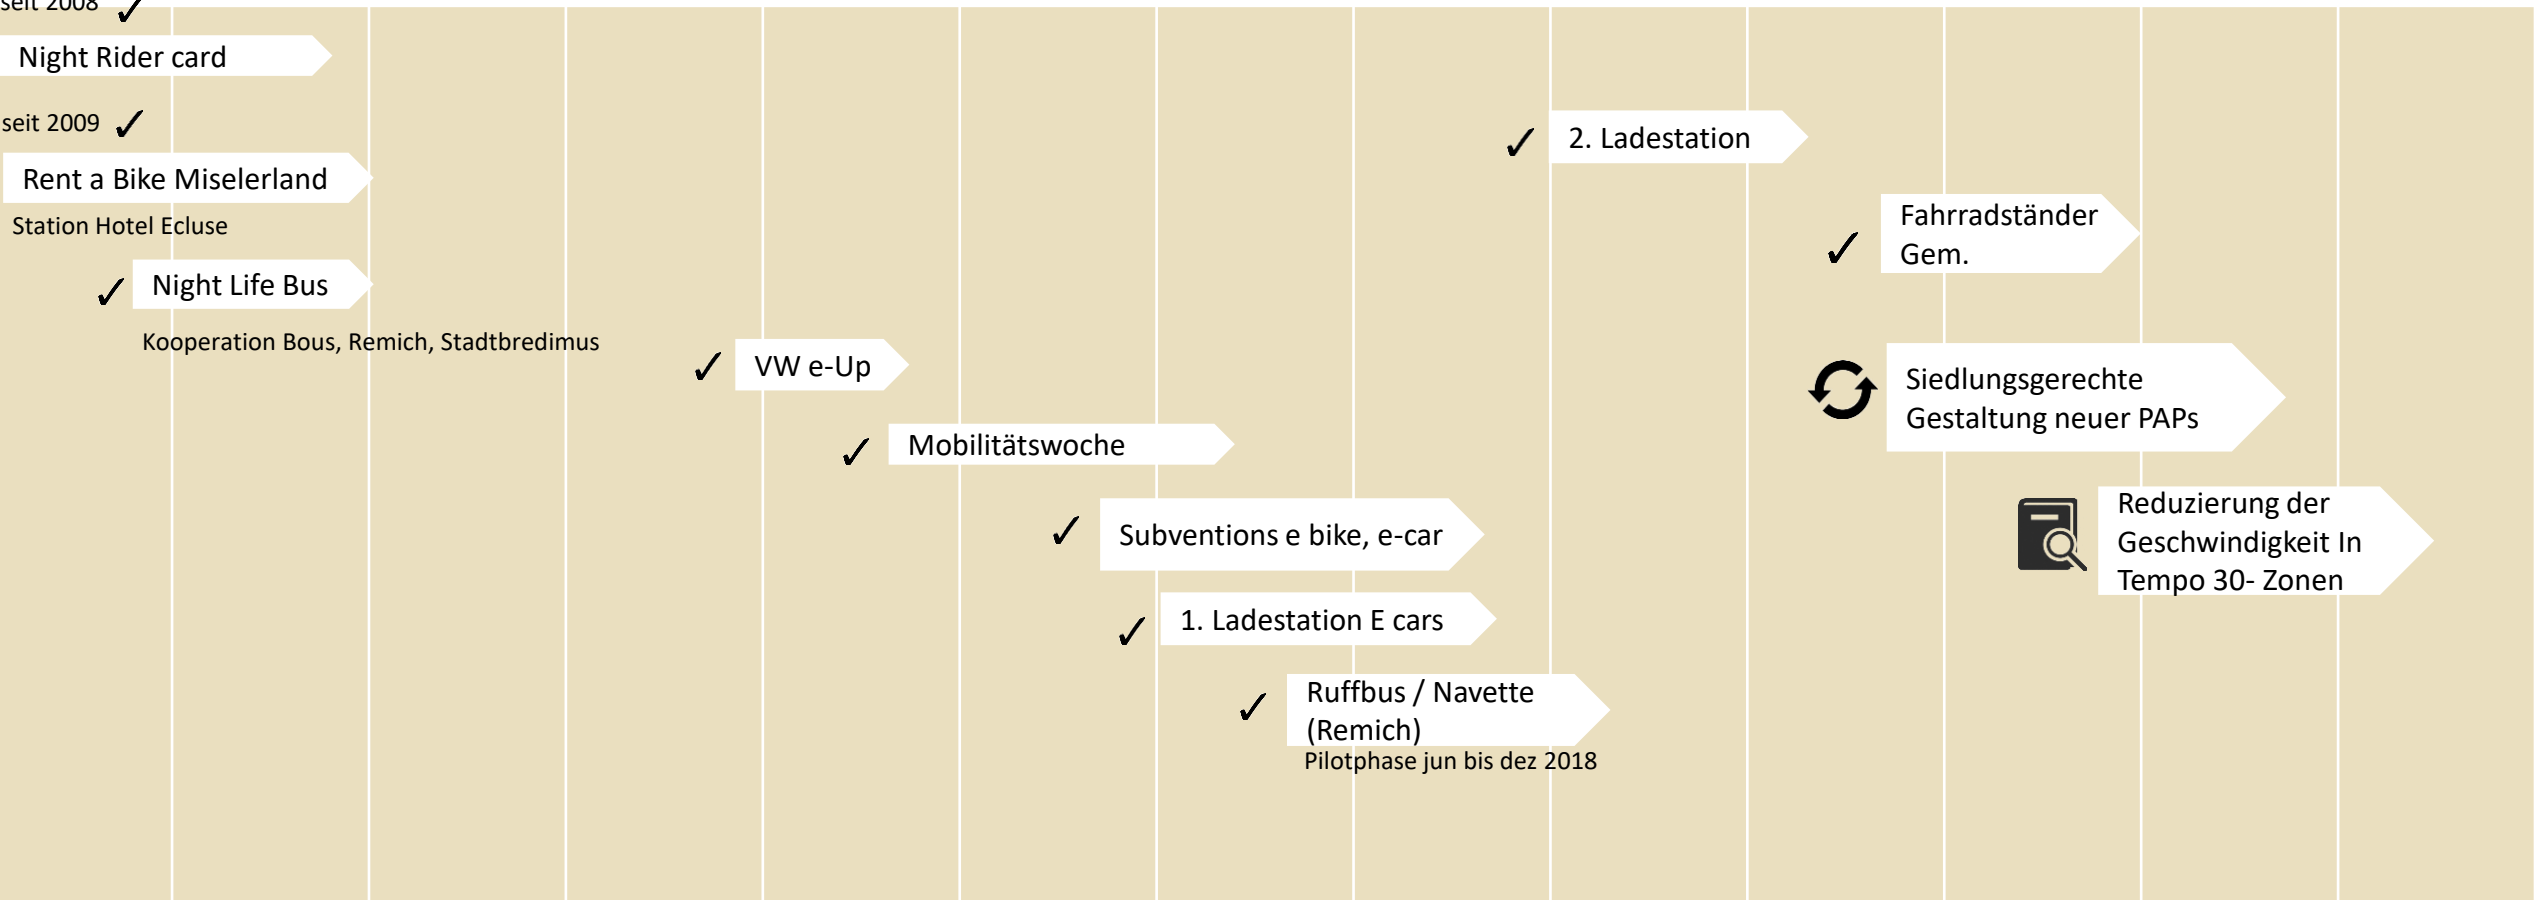 seit 2008
Night Rider card
seit 2009
Rent a Bike Miselerland
Station Hotel Ecluse
Night Life Bus
Kooperation Bous, Remich, Stadtbredimus
VW e-Up
Mobilitätswoche
Subventions e bike, e-car
1. Ladestation E cars
Ruffbus / Navette
(Remich)
Pilotphase jun bis dez 2018
2. Ladestation
Fahrradständer
Gem.
Siedlungsgerechte
Gestaltung neuer PAPs
Reduzierung der
Geschwindigkeit In
Tempo 30- Zonen